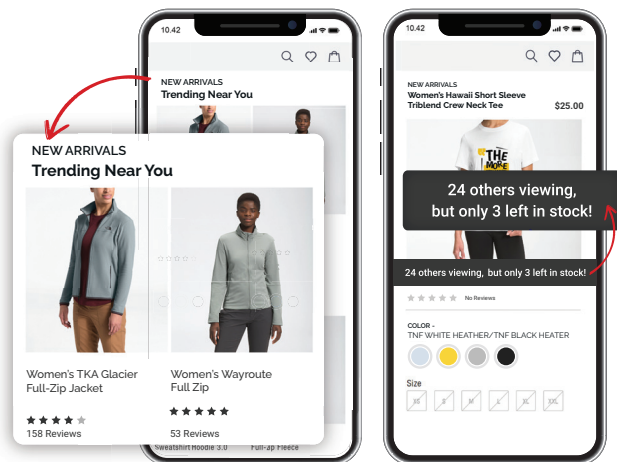 10.42
NEW ARRIVALS
Trending Near You
NEW ARRIVALS
Trending Near You
Women's TKA Glacier
Full-Zip Jacket
158 Reviews
Women's Wayroute
Full Zip
53 Reviews
Sweatshirt Hoodie 3.0
Full-Zip Fleece
10.42
NEW ARRIVALS
Women's Hawaii Short Sleeve
Triblend Crew Neck Tee
$25.00
THE
MORE
24 others viewing,
but only 3 left in stock!
24 others viewing, but only 3 left in stock!
No Reviews
COLOR -
TNF WHITE HEATHER/TNF BLACK HEATER
Size
XS
S
M
L
XL
XXL